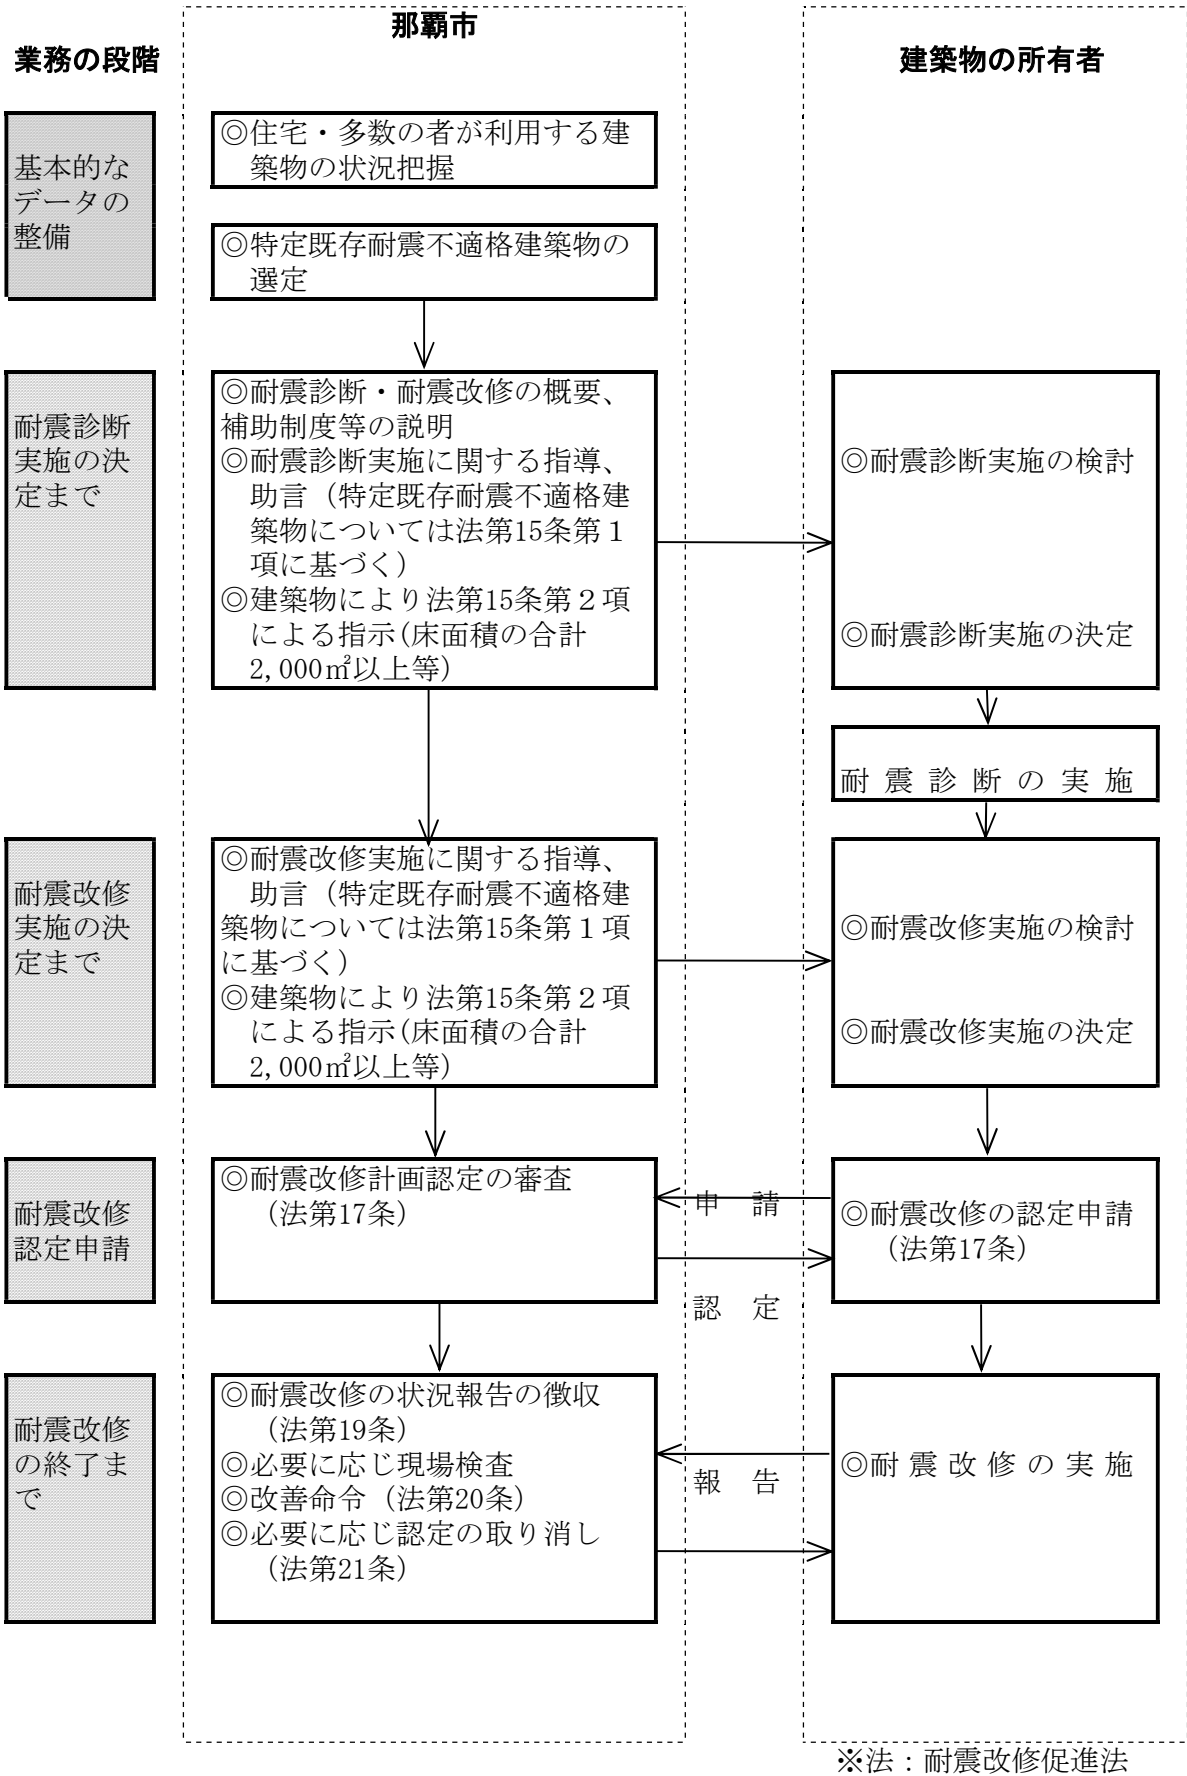 那覇市
業務の段階
建築物の所有者
基本的な
データの
整備
◎住宅・多数の者が利用する建
築物の状況把握
◎特定既存耐震不適格建築物の
選定
耐震診断
実施の決
定まで
◎耐震診断・耐震改修の概要、
補助制度等の説明
◎耐震診断実施に関する指導、
助言（特定既存耐震不適格建
築物については法第15条第１
項に基づく）
◎建築物により法第15条第２項
による指示(床面積の合計
2,000㎡以上等)
◎耐震診断実施の検討
◎耐震診断実施の決定
耐震診断の実施
耐震改修
実施の決
定まで
◎耐震改修実施に関する指導、
助言（特定既存耐震不適格建
築物については法第15条第１項
に基づく）
◎建築物により法第15条第２項
による指示(床面積の合計
2,000㎡以上等)
◎耐震改修実施の検討
◎耐震改修実施の決定
耐震改修
認定申請
◎耐震改修計画認定の審査
（法第17条）
申　請
認　定
◎耐震改修の認定申請
（法第17条）
耐震改修
の終了ま
で
◎耐震改修の状況報告の徴収
（法第19条）
◎必要に応じ現場検査
◎改善命令（法第20条）
◎必要に応じ認定の取り消し
（法第21条）
報　告
◎耐震改修の実施
※法：耐震改修促進法